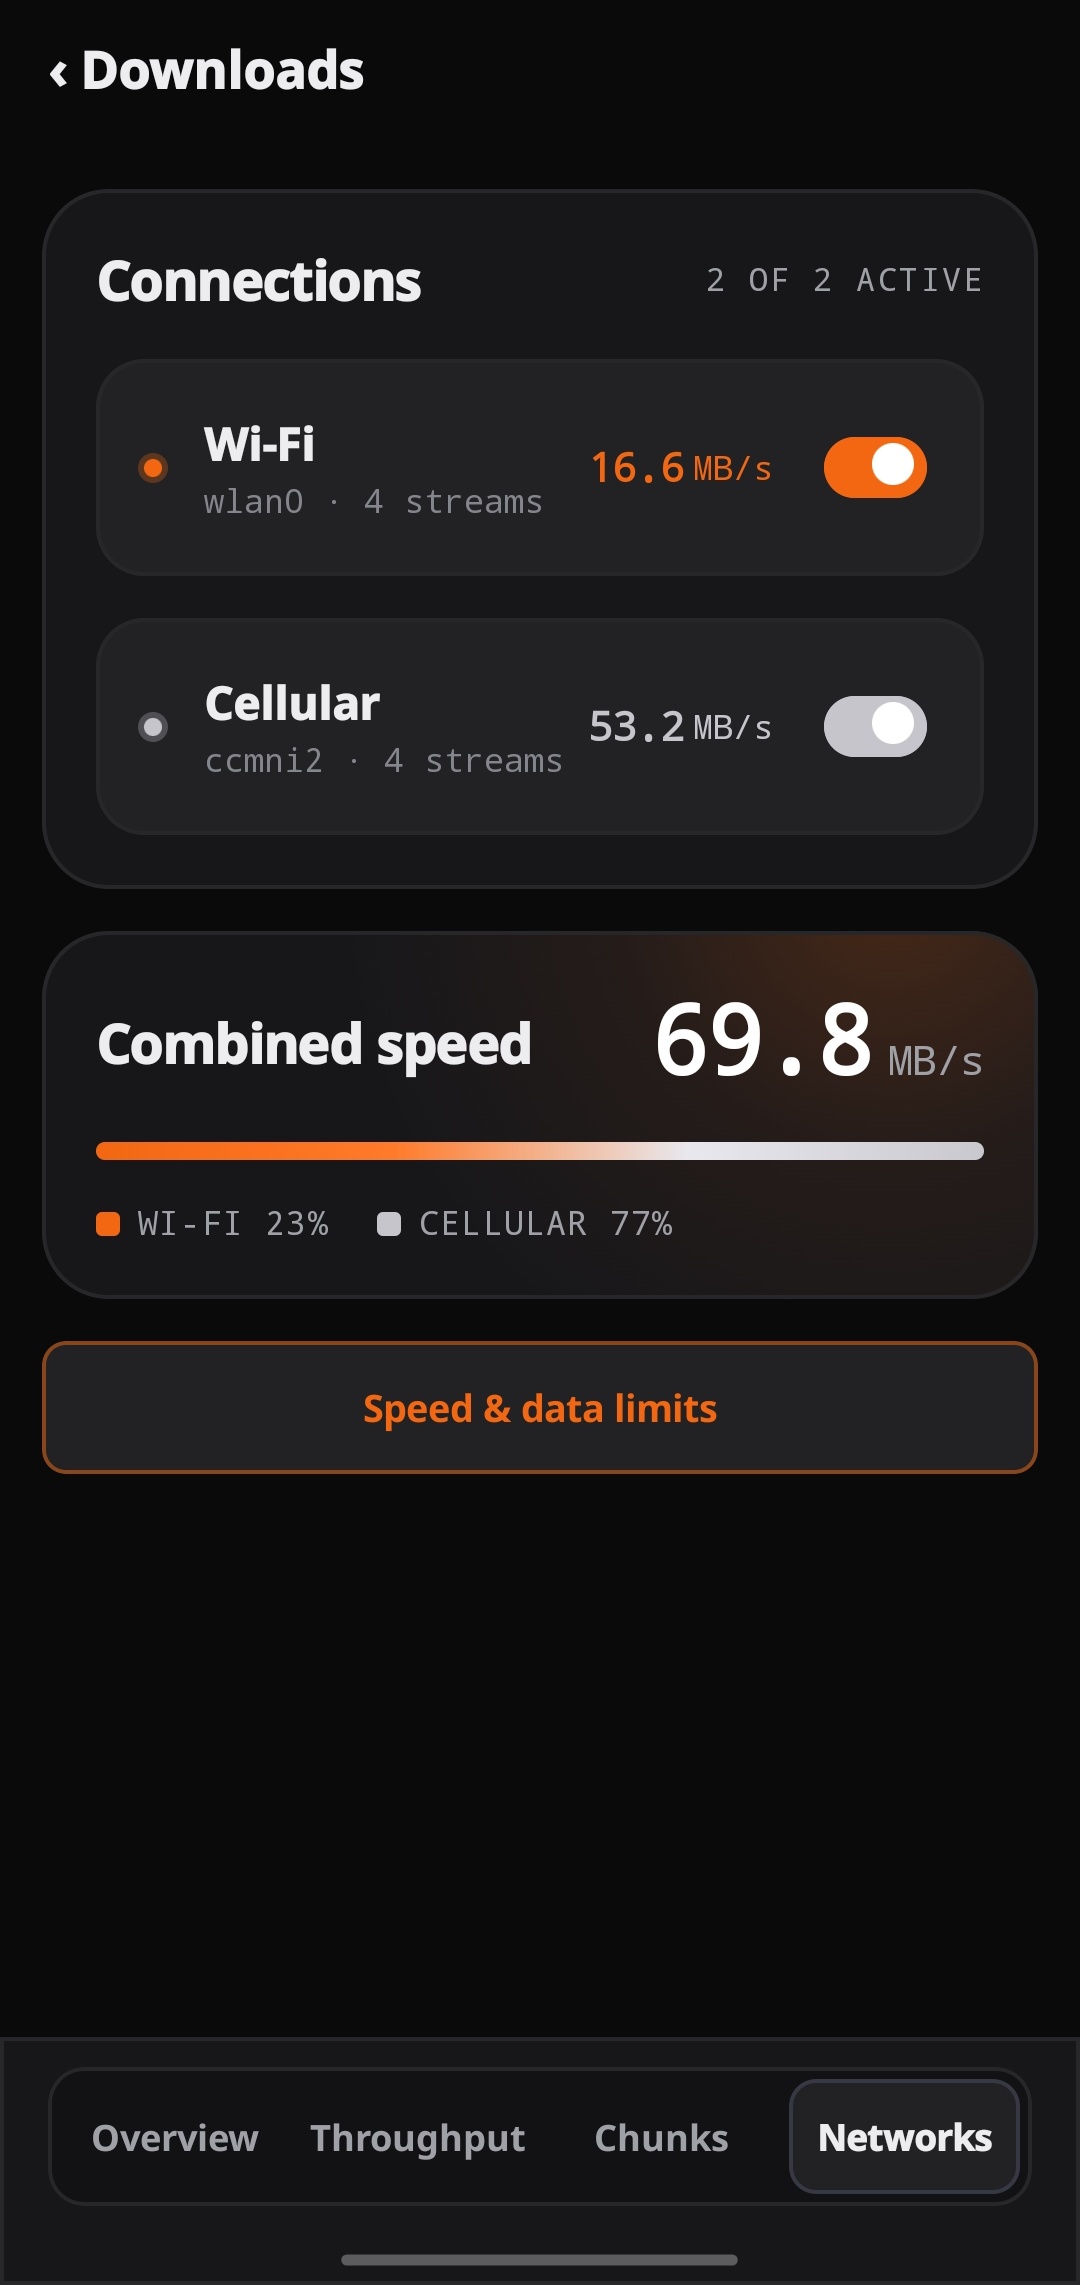 ‹ Downloads
Connections
2 OF 2 ACTIVE
Wi-Fi
wlan0 · 4 streams
16.6 MB/s
Cellular
ccmni2 · 4 streams
53.2 MB/s
Combined speed
69.8 MB/s
WI-FI 23%
CELLULAR 77%
Speed & data limits
Overview
Throughput
Chunks
Networks